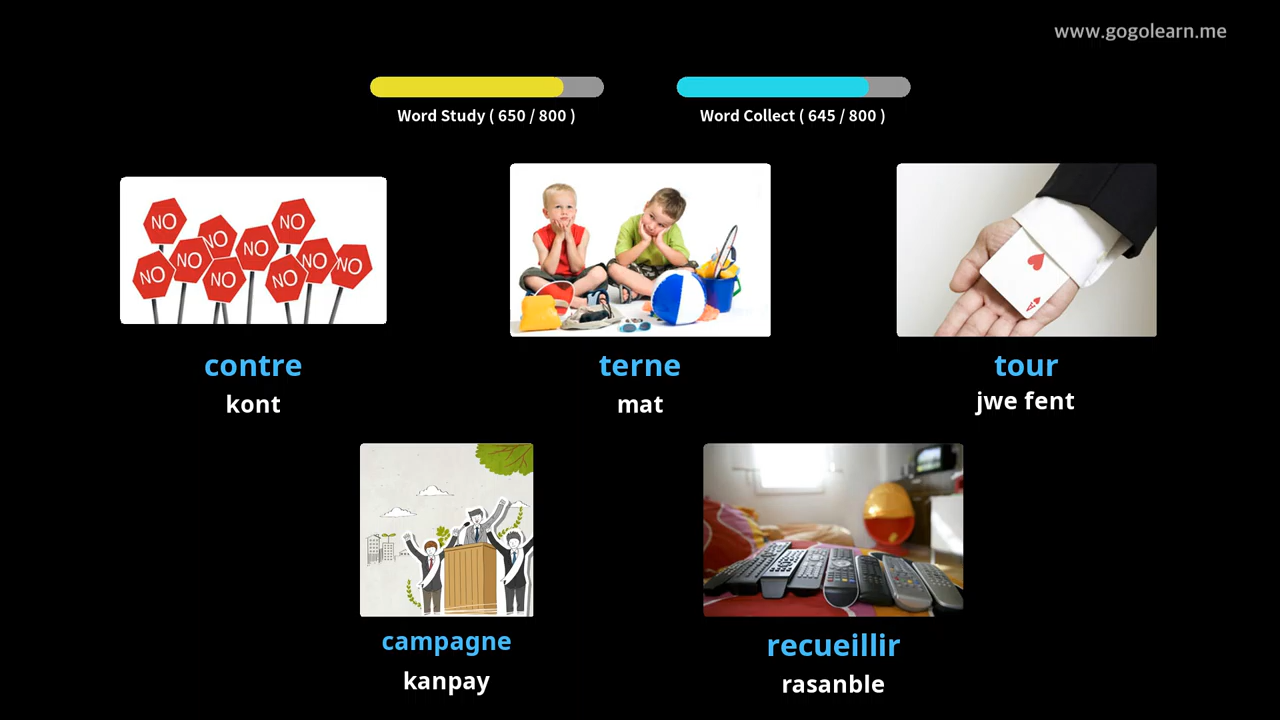 www.gogolearn.me
Word Study ( 650 / 800 )
Word Collect ( 645 / 800 )
NO
NO
NO
NO
NO
NO
NO
NO
NO
NO
A
contre
kont
terne
mat
tour
jwe fent
campagne
kanpay
recueillir
rasanble